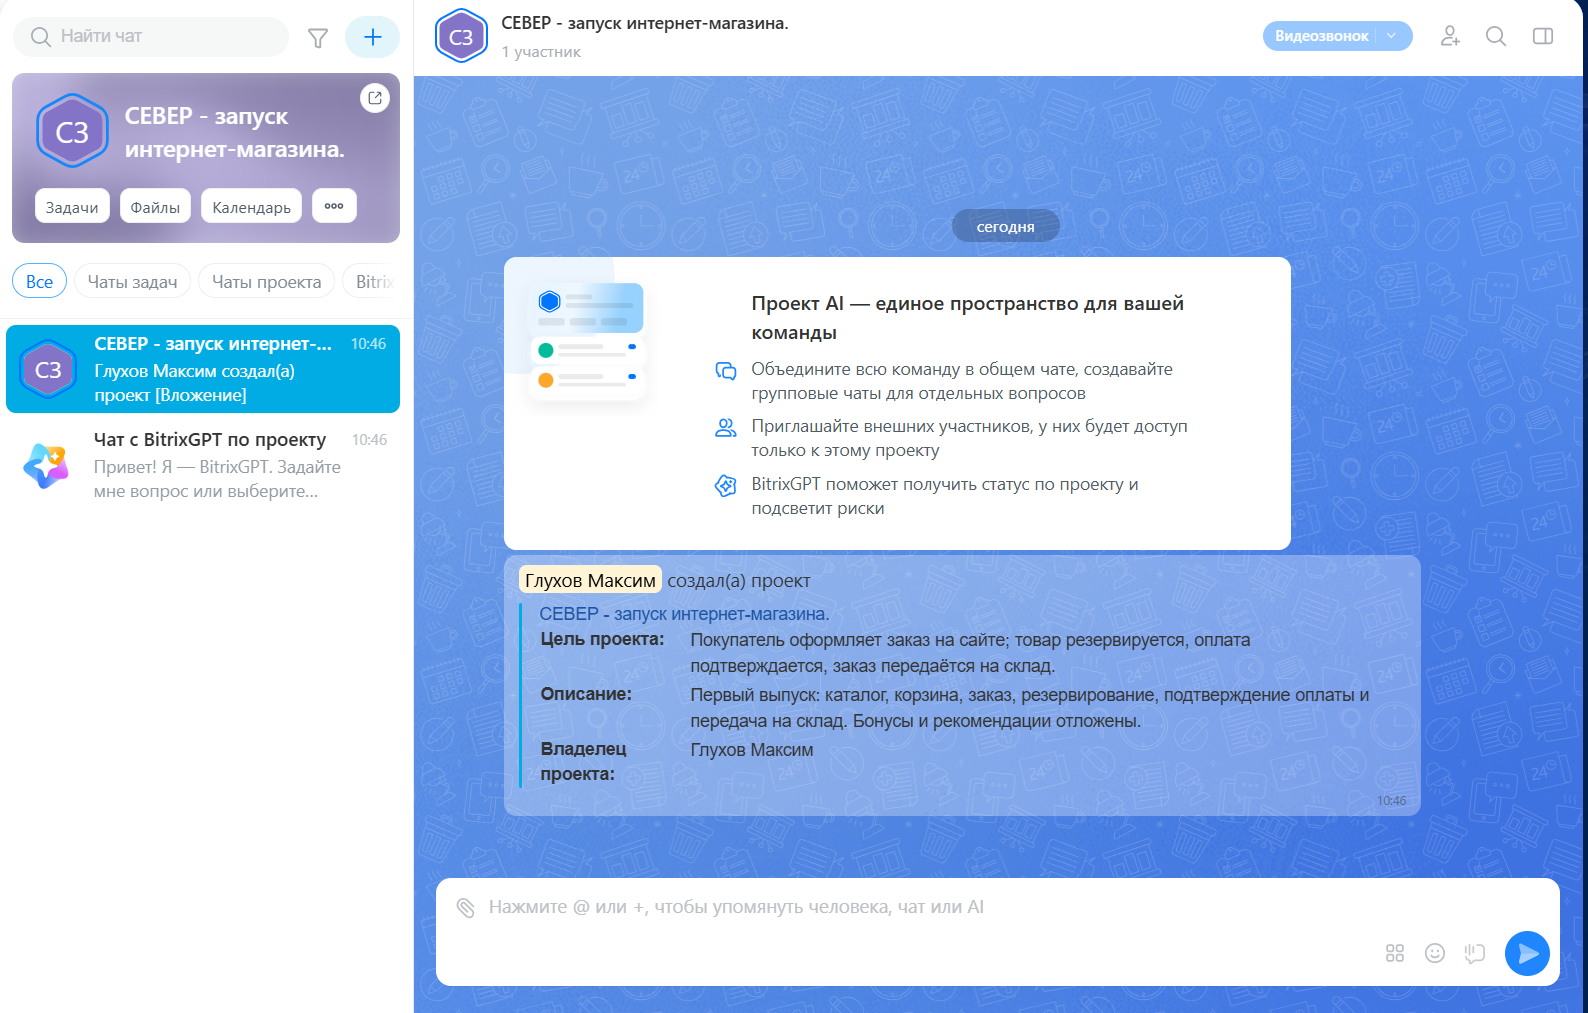 Найти чат
СЗ
СЕВЕР - запуск
интернет-магазина.
Задачи
Файлы
Календарь
Все
Чаты задач
Чаты проекта
Bitrix
СЗ
СЕВЕР - запуск интернет-...
10:46
Глухов Максим создал(а)
проект [Вложение]
Чат с BitrixGPT по проекту
10:46
Привет! Я — BitrixGPT. Задайте
мне вопрос или выберите...
СЗ
СЕВЕР - запуск интернет-магазина.
1 участник
Видеозвонок
сегодня
Проект AI — единое пространство для вашей
команды
Объедините всю команду в общем чате, создавайте
групповые чаты для отдельных вопросов
Приглашайте внешних участников, у них будет доступ
только к этому проекту
BitrixGPT поможет получить статус по проекту и
подсветит риски
Глухов Максим создал(а) проект
СЕВЕР - запуск интернет-магазина.
Цель проекта: Покупатель оформляет заказ на сайте; товар резервируется, оплата
подтверждается, заказ передаётся на склад.
Описание: Первый выпуск: каталог, корзина, заказ, резервирование, подтверждение оплаты и
передача на склад. Бонусы и рекомендации отложены.
Владелец Глухов Максим
проекта:
10:46
Нажмите @ или +, чтобы упомянуть человека, чат или AI